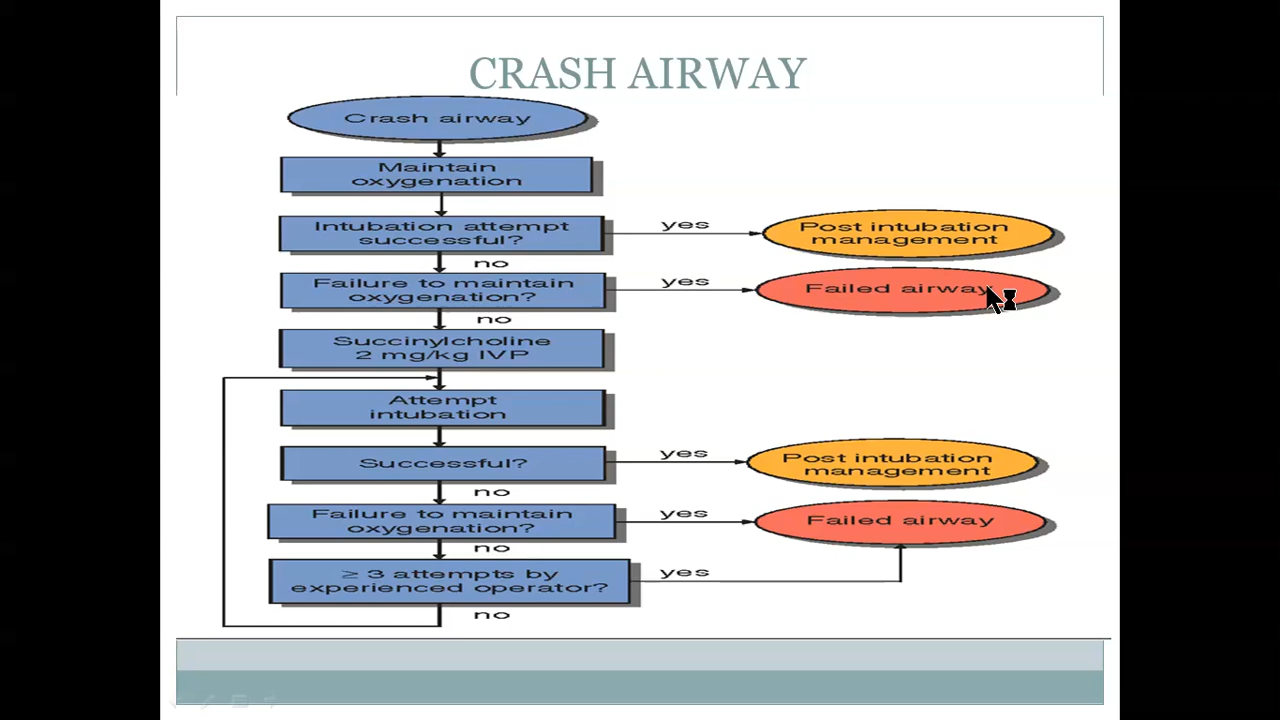 CRASH AIRWAY
Crash airway
Maintain
oxygenation
Intubation attempt
successful?
yes
Post intubation
management
no
Failure to maintain
oxygenation?
yes
Failed airway
no
Succinylcholine
2 mg/kg IVP
Attempt
intubation
Successful?
yes
Post intubation
management
no
Failure to maintain
oxygenation?
yes
Failed airway
no
≥ 3 attempts by
experienced operator?
yes
no